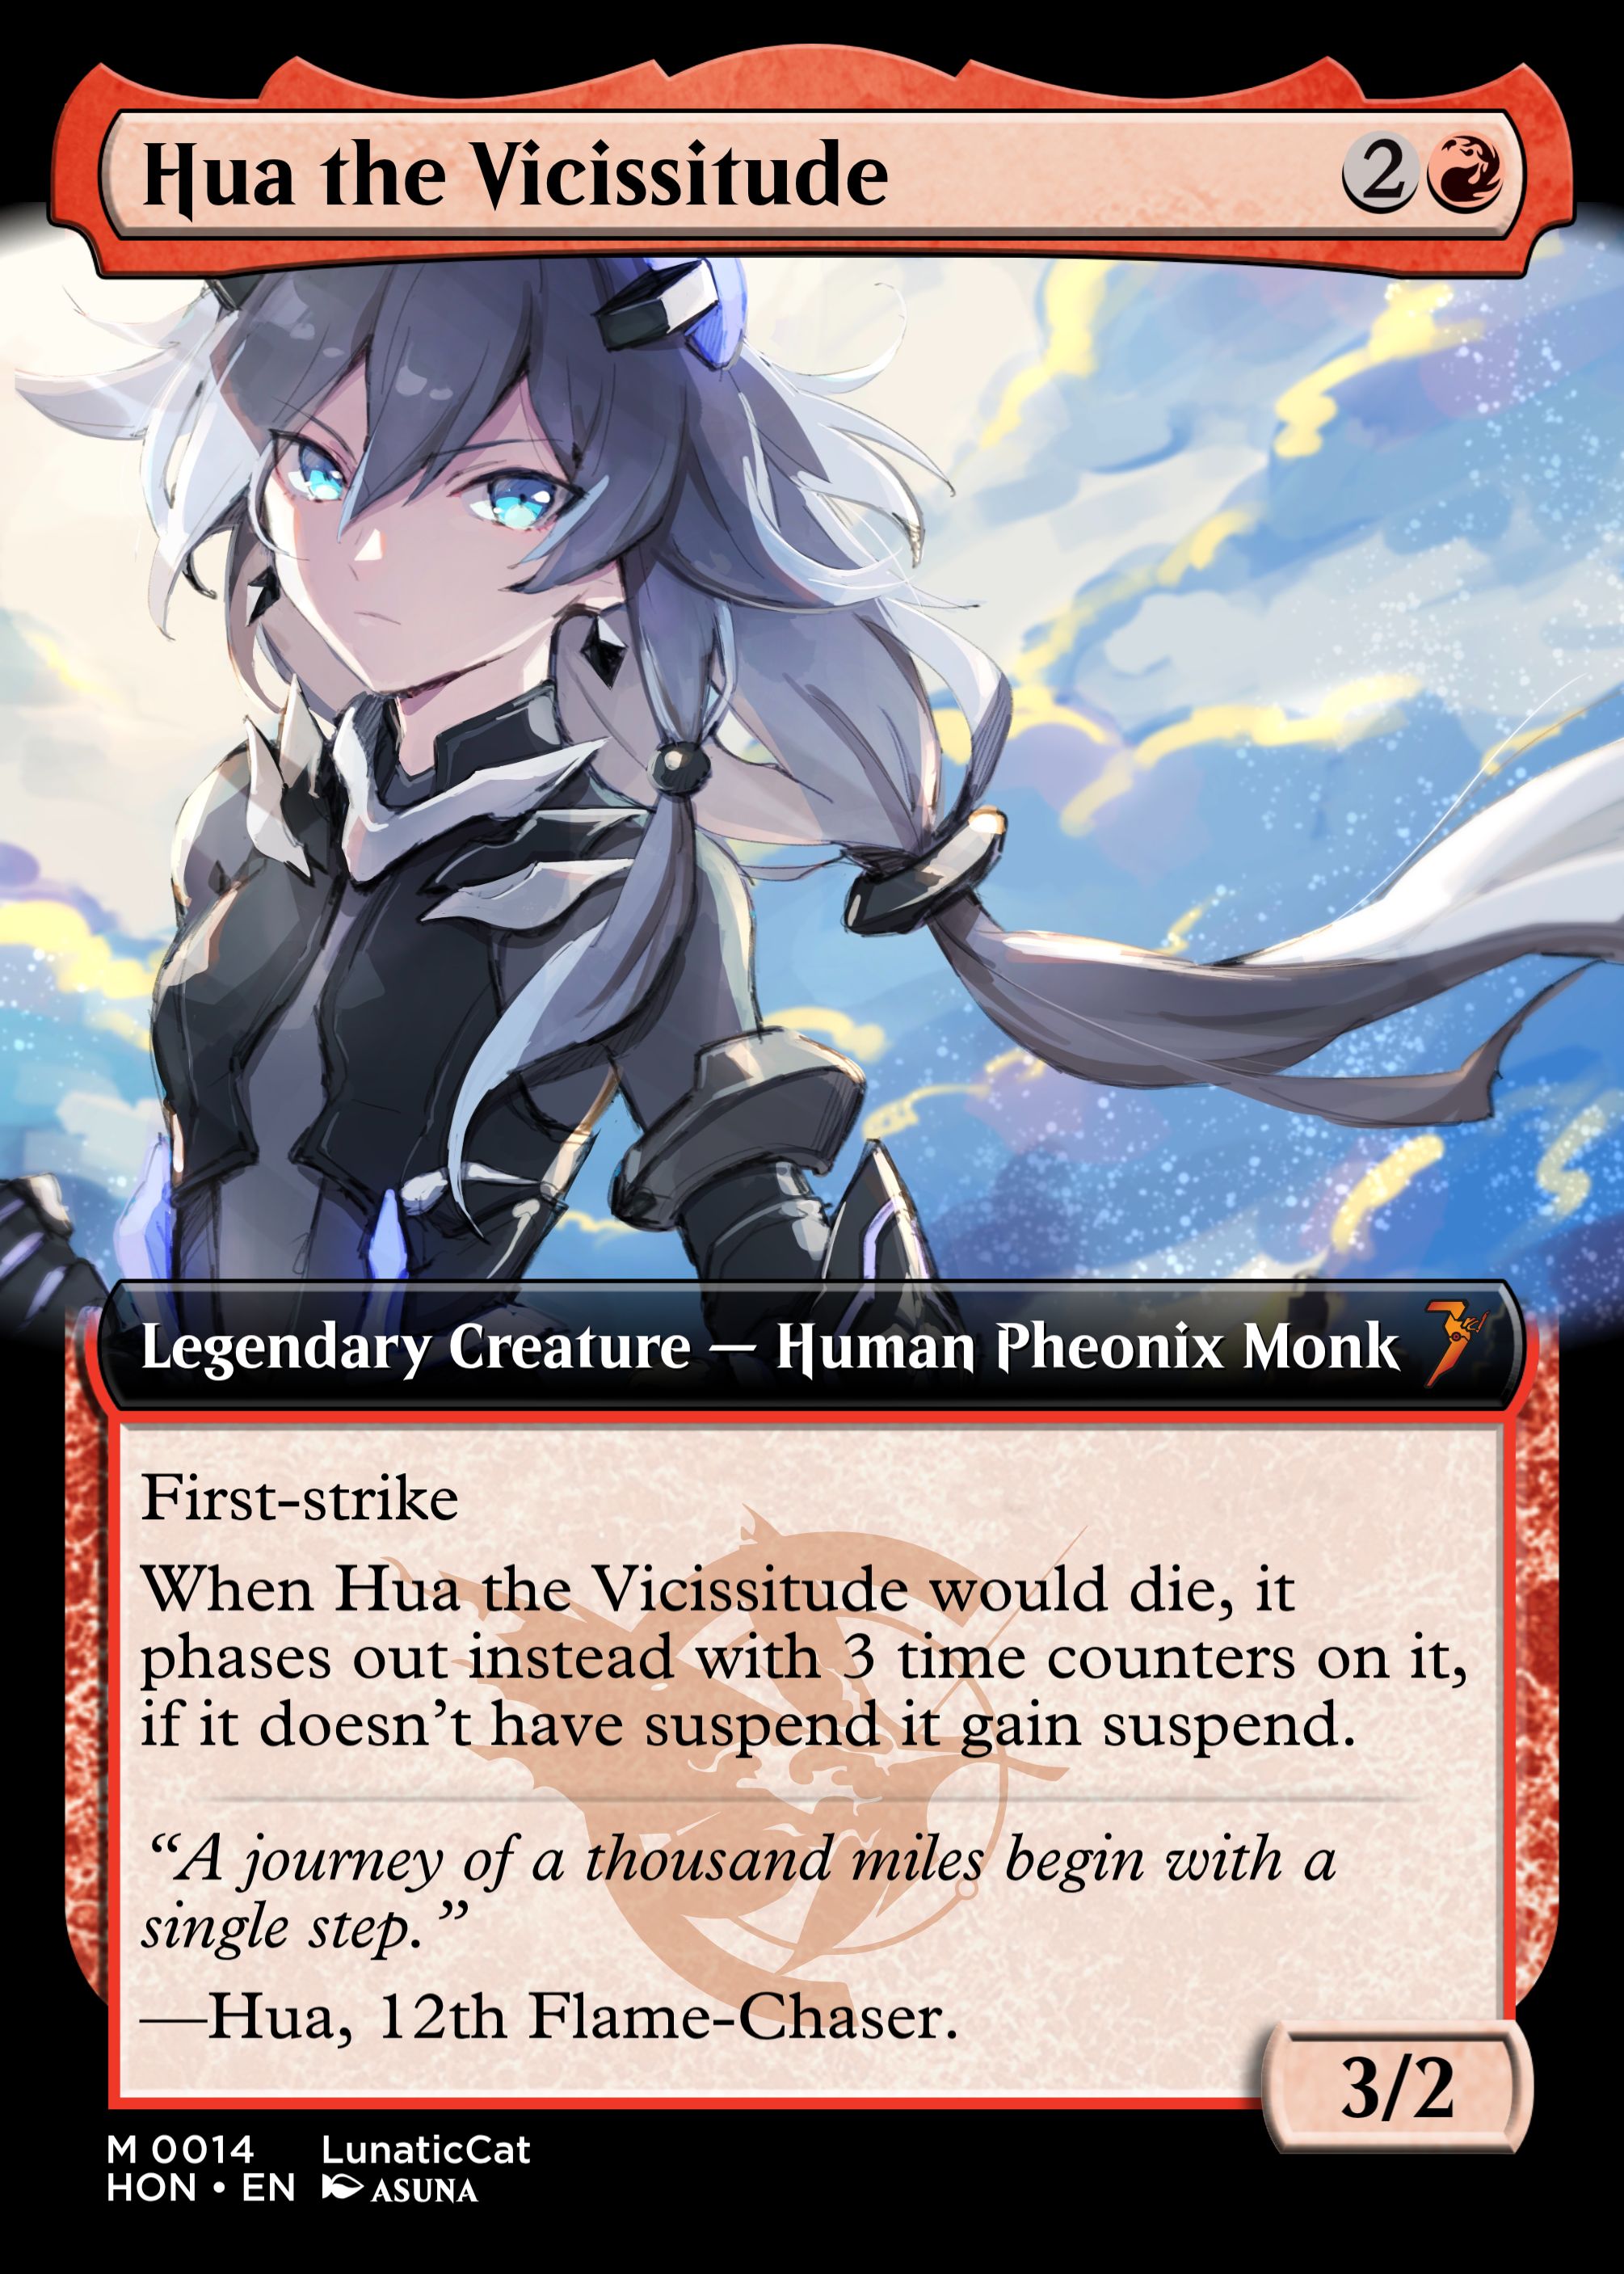 Hua the Vicissitude 2
Legendary Creature — Human Pheonix Monk
First-strike
When Hua the Vicissitude would die, it
phases out instead with 3 time counters on it,
if it doesn't have suspend it gain suspend.
“A journey of a thousand miles begin with a
single step.”
—Hua, 12th Flame-Chaser.
3/2
M 0014 LunaticCat
HON • EN ASUNA